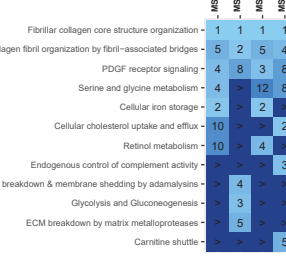 MS MS MS MS
Fibrillar collagen core structure organization 1 1 1 1
collagen fibril organization by fibril−associated bridges 5 2 5 4
PDGF receptor signaling 4 8 3 8
Serine and glycine metabolism 4 > 12 8
Cellular iron storage 2 > 2 >
Cellular cholesterol uptake and efflux 10 > > 2
Retinol metabolism 10 > 4 >
Endogenous control of complement activity > > > 3
breakdown & membrane shedding by adamalysins > 4 > >
Glycolysis and Gluconeogenesis > 3 > >
ECM breakdown by matrix metalloproteases > 5 > >
Carnitine shuttle > > > 5